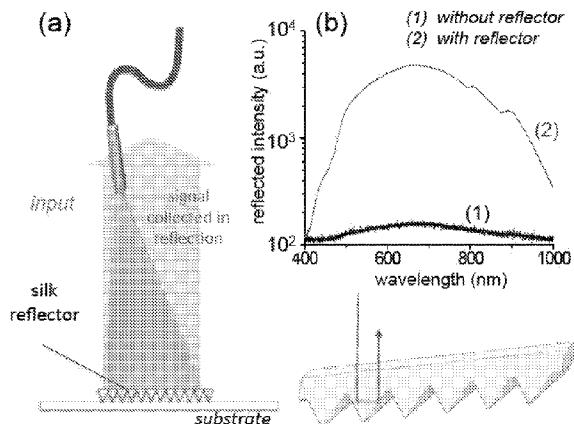 (a)
input
signal
collected in
reflection
silk
reflector
substrate
(b)
(1) without reflector
(2) with reflector
reflected intensity (a.u.)
10⁴
10³
10²
(2)
(1)
400 600 800 1000
wavelength (nm)